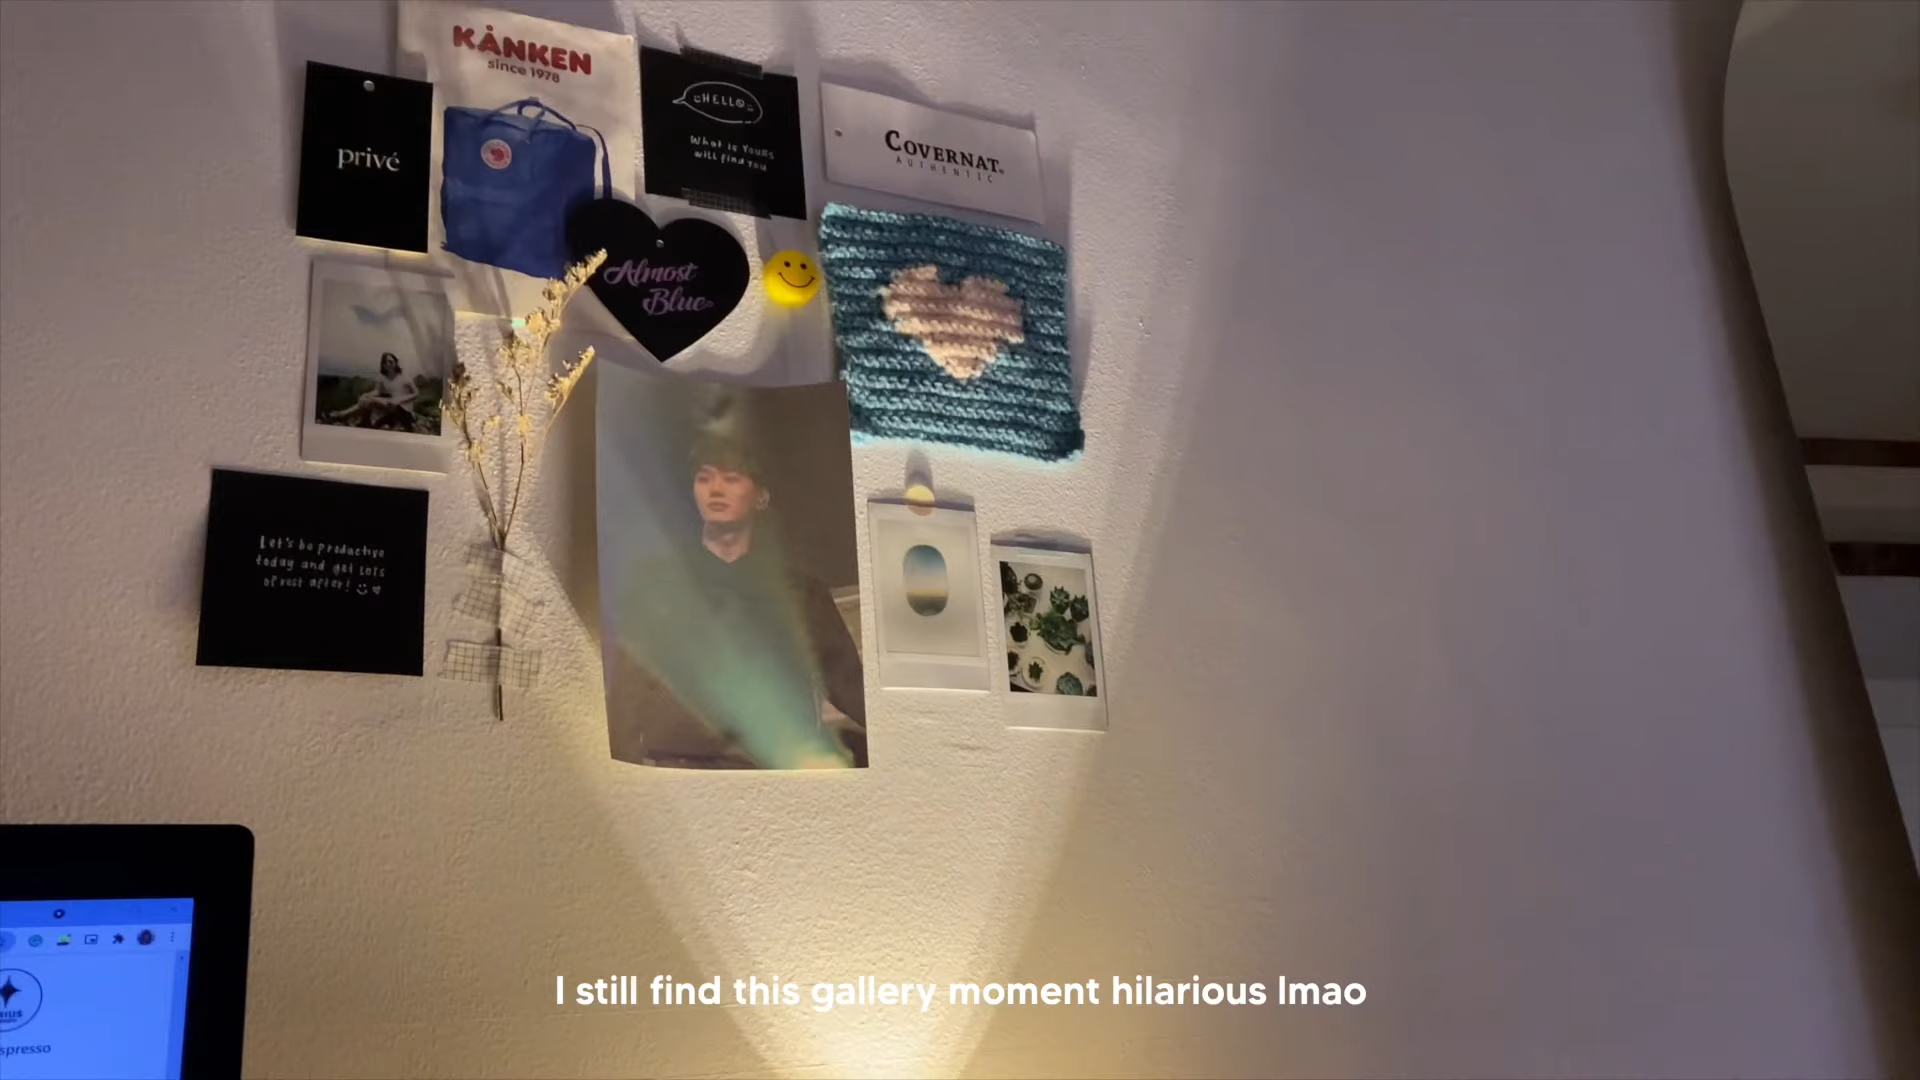 KÅNKEN
since 1978
privé
HELLO
What is Yours
will find You
COVERNAT
AUTHENTIC
Almost
Blue
Let's be productive
today and get lots
of rest after!
spresso
I still find this gallery moment hilarious lmao